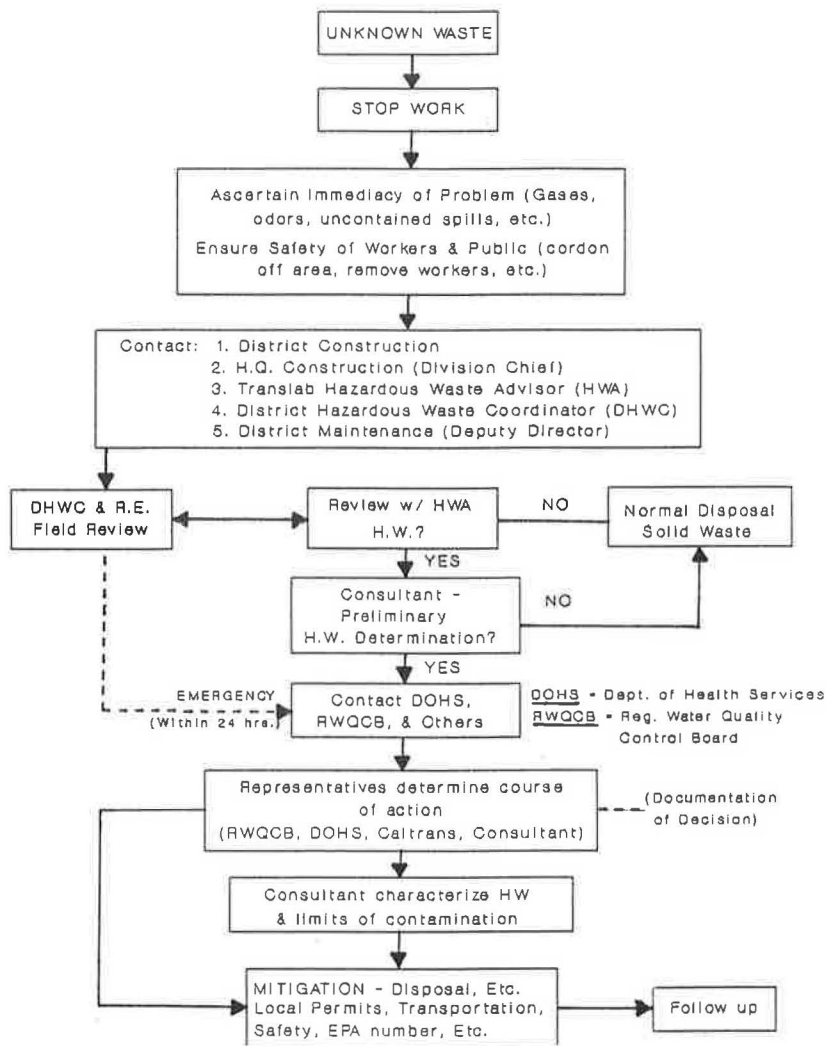 UNKNOWN WASTE
STOP WORK
Ascertain Immediacy of Problem (Gases,
odors, uncontained spills, etc.)
Ensure Safety of Workers & Public (cordon
off area, remove workers, etc.)
Contact: 1. District Construction
2. H.Q. Construction (Division Chief)
3. Translab Hazardous Waste Advisor (HWA)
4. District Hazardous Waste Coordinator (DHWC)
5. District Maintenance (Deputy Director)
DHWC & R.E.
Field Review
Review w/ HWA
H.W.?
NO
Normal Disposal
Solid Waste
YES
Consultant -
Preliminary
H.W. Determination?
NO
YES
EMERGENCY
(Within 24 hrs.)
Contact DOHS,
RWQCB, & Others
DOHS - Dept. of Health Services
RWQCB - Reg. Water Quality
Control Board
Representatives determine course
of action
(RWQCB, DOHS, Caltrans, Consultant)
(Documentation
of Decision)
Consultant characterize HW
& limits of contamination
MITIGATION - Disposal, Etc.
Local Permits, Transportation,
Safety, EPA number, Etc.
Follow up